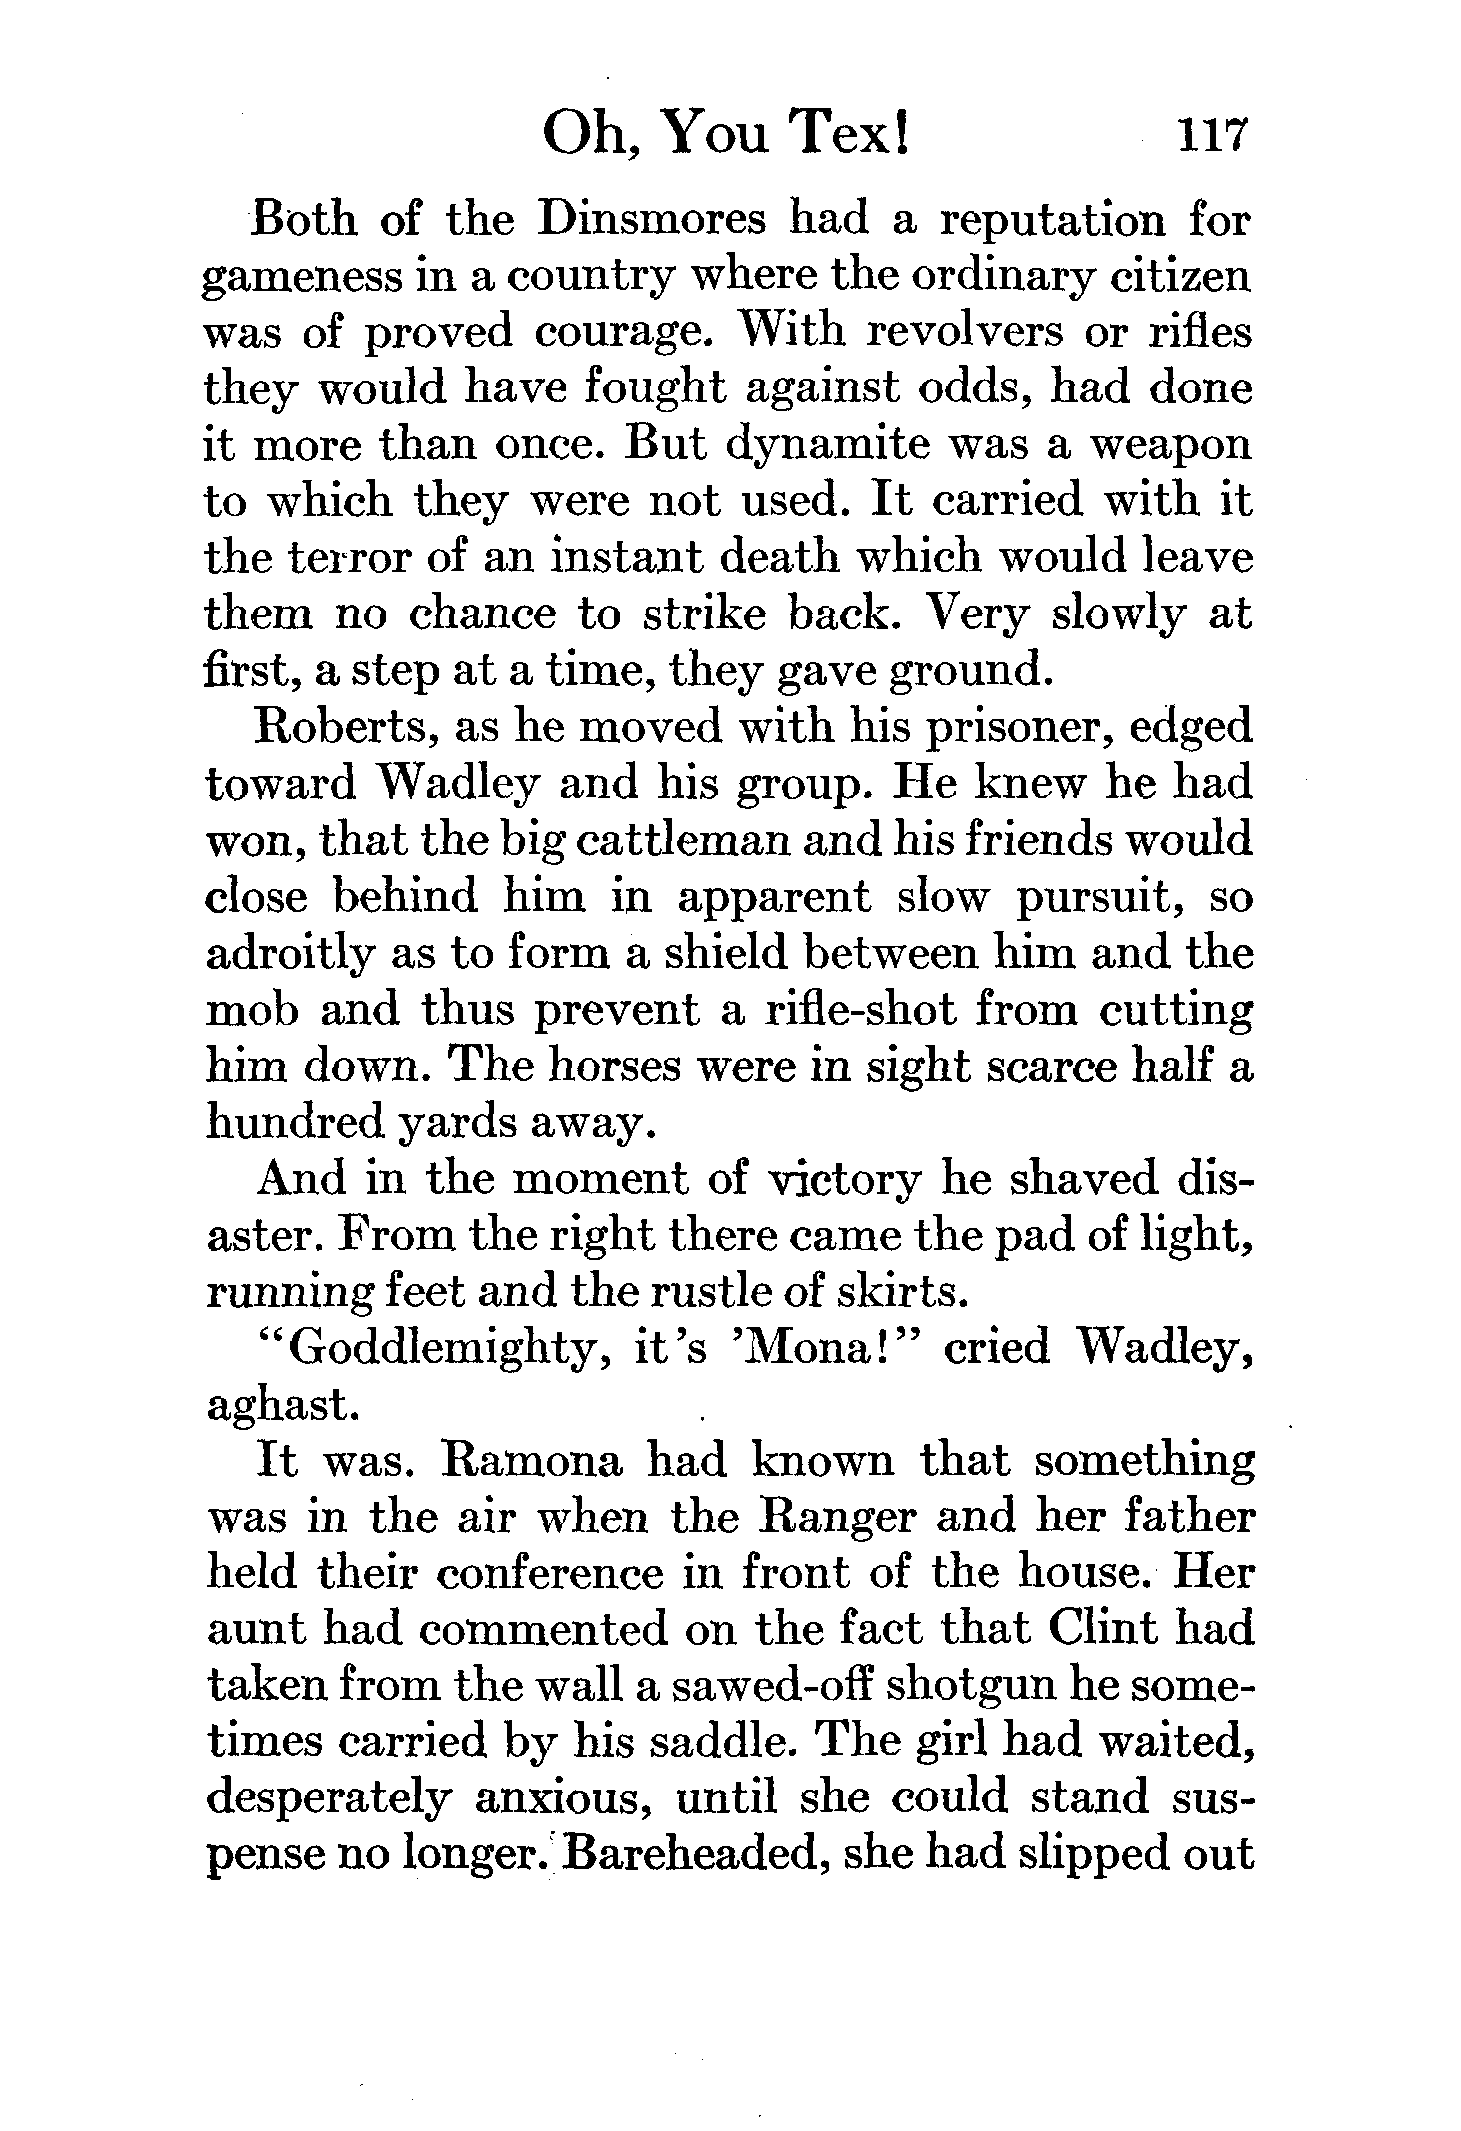 Oh, You Tex! 117
Both of the Dinsmores had a reputation for
gameness in a country where the ordinary citizen
was of proved courage. With revolvers or rifles
they would have fought against odds, had done
it more than once. But dynamite was a weapon
to which they were not used. It carried with it
the terror of an instant death which would leave
them no chance to strike back. Very slowly at
first, a step at a time, they gave ground.
Roberts, as he moved with his prisoner, edged
toward Wadley and his group. He knew he had
won, that the big cattleman and his friends would
close behind him in apparent slow pursuit, so
adroitly as to form a shield between him and the
mob and thus prevent a rifle-shot from cutting
him down. The horses were in sight scarce half a
hundred yards away.
And in the moment of victory he shaved dis-
aster. From the right there came the pad of light,
running feet and the rustle of skirts.
“Goddlemighty, it’s ’Mona!” cried Wadley,
aghast.
It was. Ramona had known that something
was in the air when the Ranger and her father
held their conference in front of the house. Her
aunt had commented on the fact that Clint had
taken from the wall a sawed-off shotgun he some-
times carried by his saddle. The girl had waited,
desperately anxious, until she could stand sus-
pense no longer. Bareheaded, she had slipped out